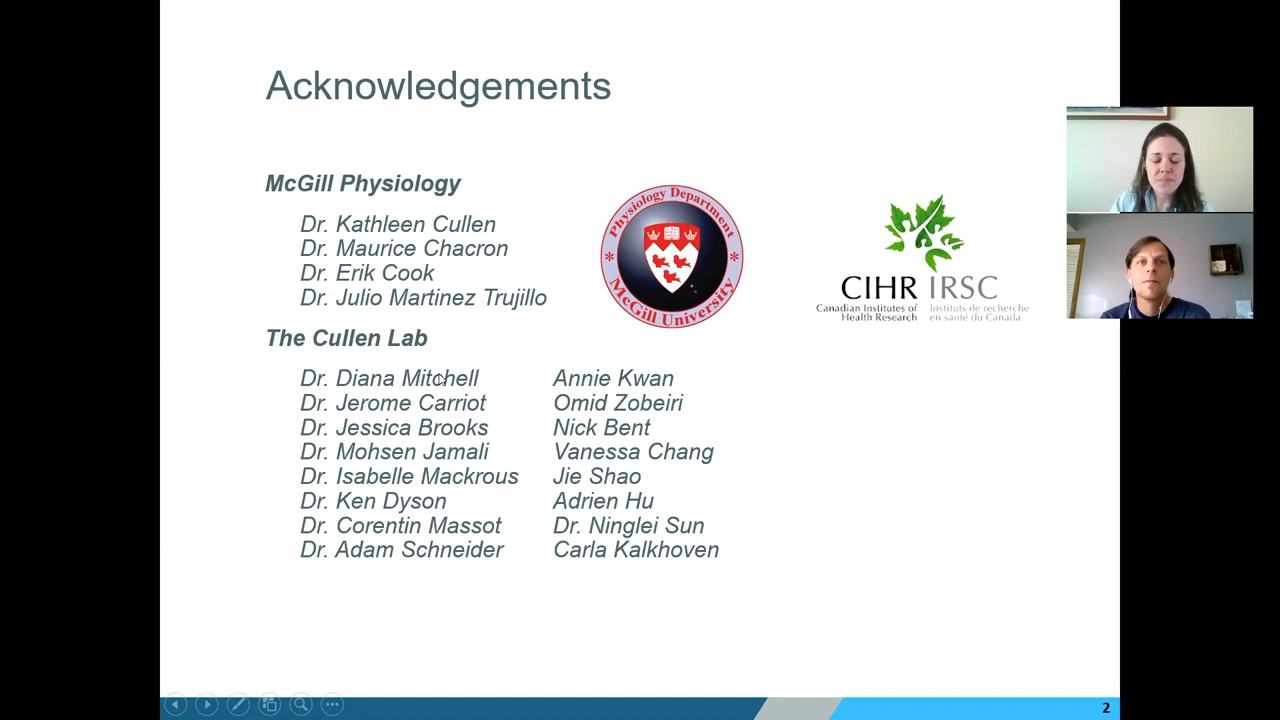 Acknowledgements
McGill Physiology
Dr. Kathleen Cullen
Dr. Maurice Chacron
Dr. Erik Cook
Dr. Julio Martinez Trujillo
Physiology Department
McGill University
CIHR IRSC
Canadian Institutes of Health Research
Instituts de recherche en santé du Canada
The Cullen Lab
Dr. Diana Mitchell
Dr. Jerome Carriot
Dr. Jessica Brooks
Dr. Mohsen Jamali
Dr. Isabelle Mackrous
Dr. Ken Dyson
Dr. Corentin Massot
Dr. Adam Schneider
Annie Kwan
Omid Zobeiri
Nick Bent
Vanessa Chang
Jie Shao
Adrien Hu
Dr. Ninglei Sun
Carla Kalkhoven
2